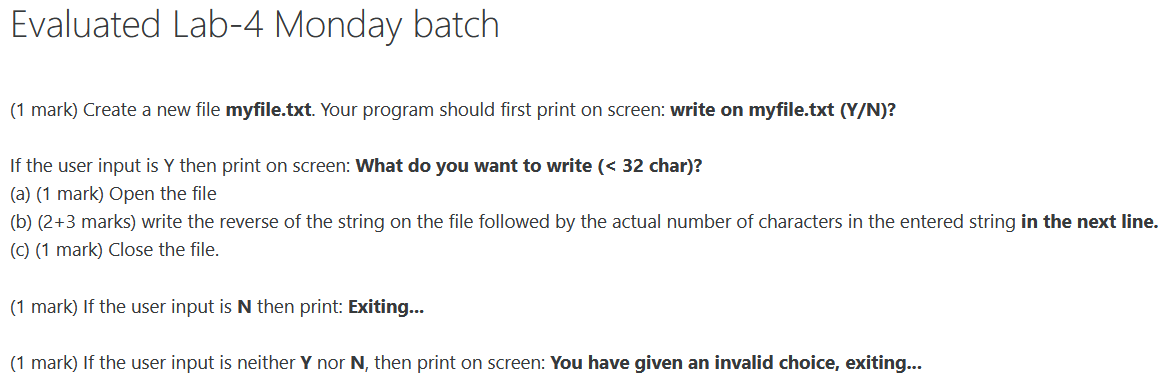 Evaluated Lab-4 Monday batch
(1 mark) Create a new file myfile.txt. Your program should first print on screen: write on myfile.txt (Y/N)?
If the user input is Y then print on screen: What do you want to write (< 32 char)?
(a) (1 mark) Open the file
(b) (2+3 marks) write the reverse of the string on the file followed by the actual number of characters in the entered string in the next line.
(c) (1 mark) Close the file.
(1 mark) If the user input is N then print: Exiting...
(1 mark) If the user input is neither Y nor N, then print on screen: You have given an invalid choice, exiting...